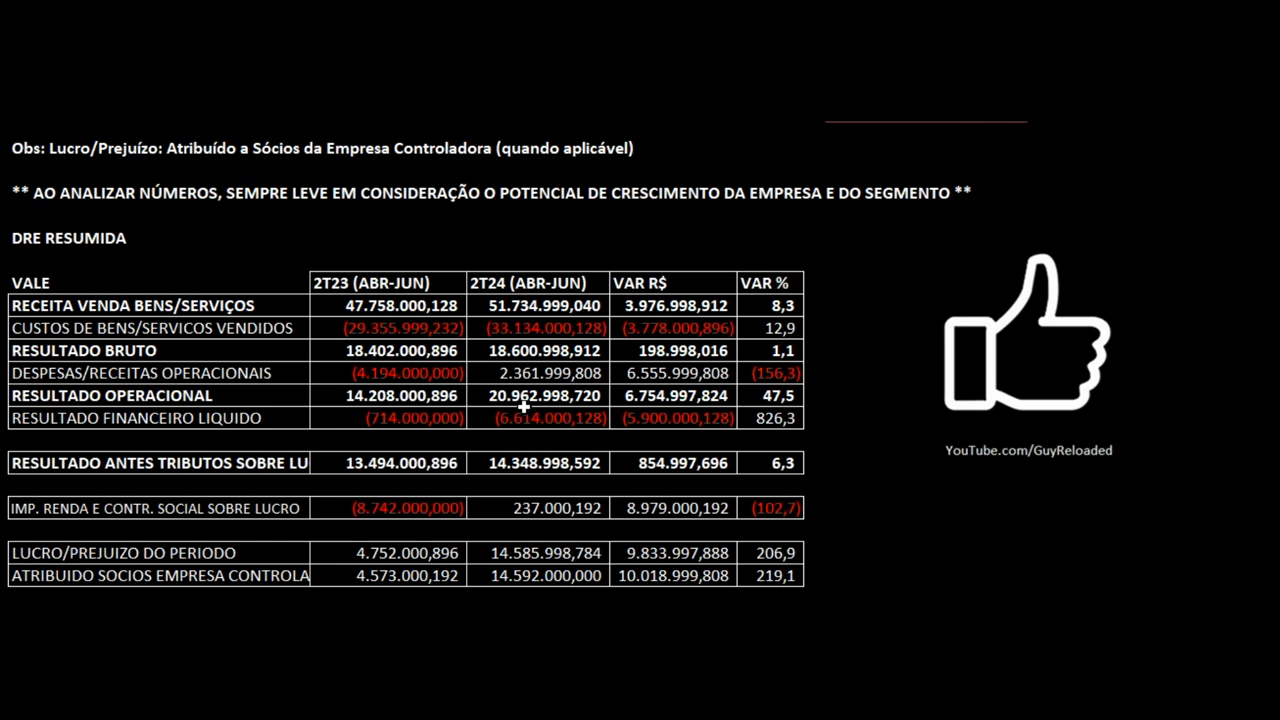 Obs: Lucro/Prejuízo: Atribuído a Sócios da Empresa Controladora (quando aplicável)
** AO ANALIZAR NÚMEROS, SEMPRE LEVE EM CONSIDERAÇÃO O POTENCIAL DE CRESCIMENTO DA EMPRESA E DO SEGMENTO **
DRE RESUMIDA
VALE 2T23 (ABR-JUN) 2T24 (ABR-JUN) VAR R$ VAR %
RECEITA VENDA BENS/SERVIÇOS 47.758.000,128 51.734.999,040 3.976.998,912 8,3
CUSTOS DE BENS/SERVICOS VENDIDOS (29.355.999,232) (33.134.000,128) (3.778.000,896) 12,9
RESULTADO BRUTO 18.402.000,896 18.600.998,912 198.998,016 1,1
DESPESAS/RECEITAS OPERACIONAIS (4.194.000,000) 2.361.999,808 6.555.999,808 (156,3)
RESULTADO OPERACIONAL 14.208.000,896 20.962.998,720 6.754.997,824 47,5
RESULTADO FINANCEIRO LIQUIDO (714.000,000) (6.614.000,128) (5.900.000,128) 826,3
RESULTADO ANTES TRIBUTOS SOBRE LU 13.494.000,896 14.348.998,592 854.997,696 6,3
IMP. RENDA E CONTR. SOCIAL SOBRE LUCRO (8.742.000,000) 237.000,192 8.979.000,192 (102,7)
LUCRO/PREJUIZO DO PERIODO 4.752.000,896 14.585.998,784 9.833.997,888 206,9
ATRIBUIDO SOCIOS EMPRESA CONTROLA 4.573.000,192 14.592.000,000 10.018.999,808 219,1
YouTube.com/GuyReloaded